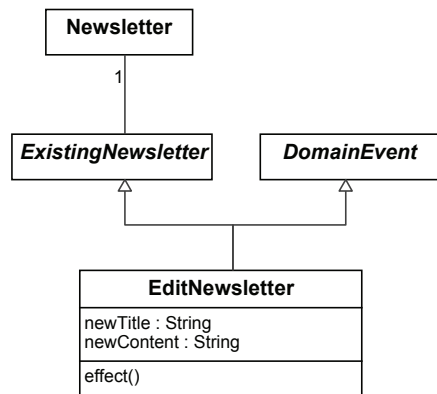 Newsletter
1
ExistingNewsletter
DomainEvent
EditNewsletter
newTitle : String
newContent : String
effect()